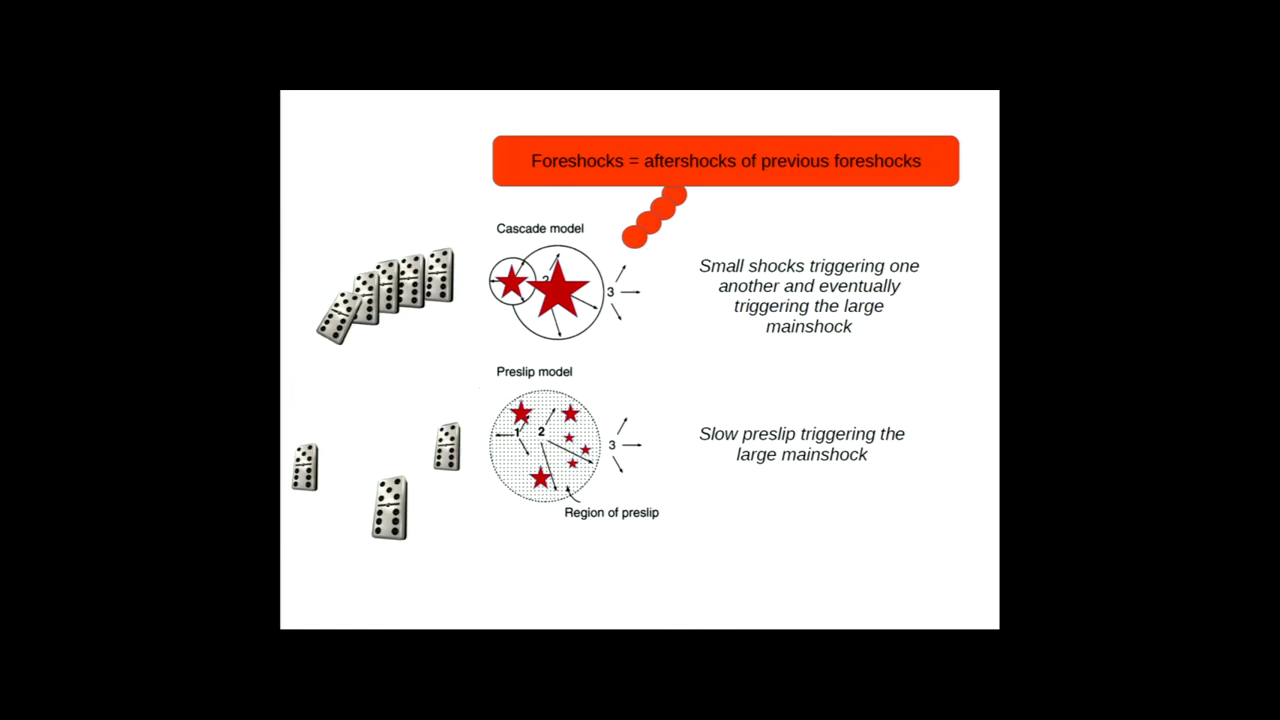 Foreshocks = aftershocks of previous foreshocks
Cascade model
2
3
Small shocks triggering one
another and eventually
triggering the large
mainshock
Preslip model
1
2
3
Slow preslip triggering the
large mainshock
Region of preslip